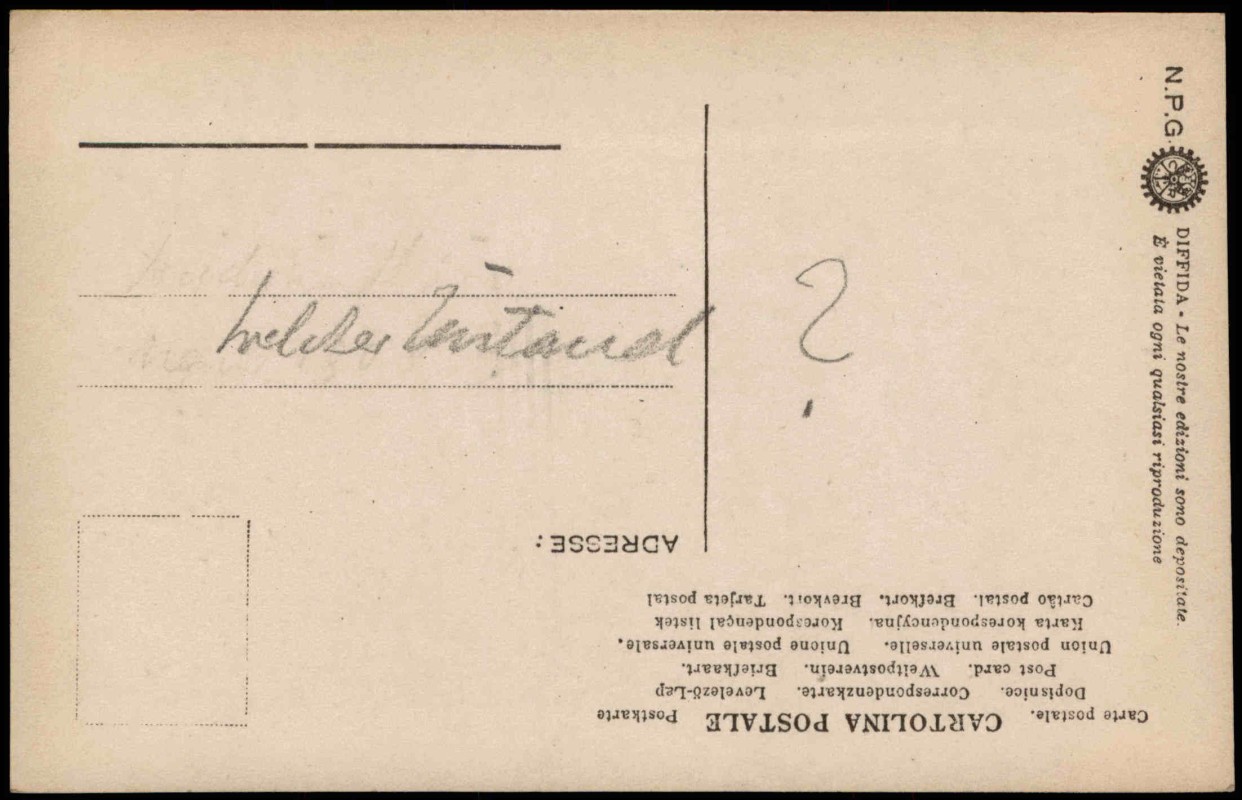 N.P.G.
DIFFIDA - Le nostre edizioni sono depositate.
È vietata ogni qualsiasi riproduzione
welcher
?
ADRESSE:
Carte postale. CARTOLINA POSTALE Postkarte
Dopisnice. Correspondenzkarte. Levelező-Lap
Post card. Weltpostverein. Briefkaart.
Union postale universelle. Unione postale universale.
Karta korespondencyjna. Korespondençal listek
Cartão postal. Brefkort. Brevkort. Tarjeta postal